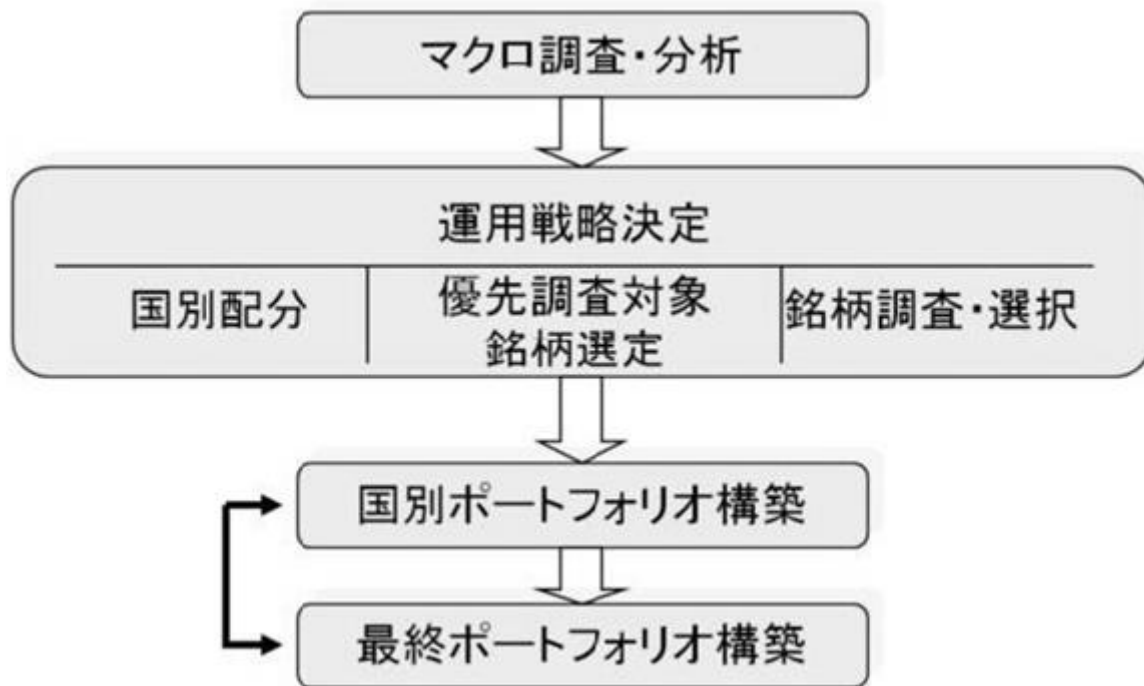 マクロ調査・分析
運用戦略決定
国別配分
優先調査対象
銘柄選定
銘柄調査・選択
国別ポートフォリオ構築
最終ポートフォリオ構築